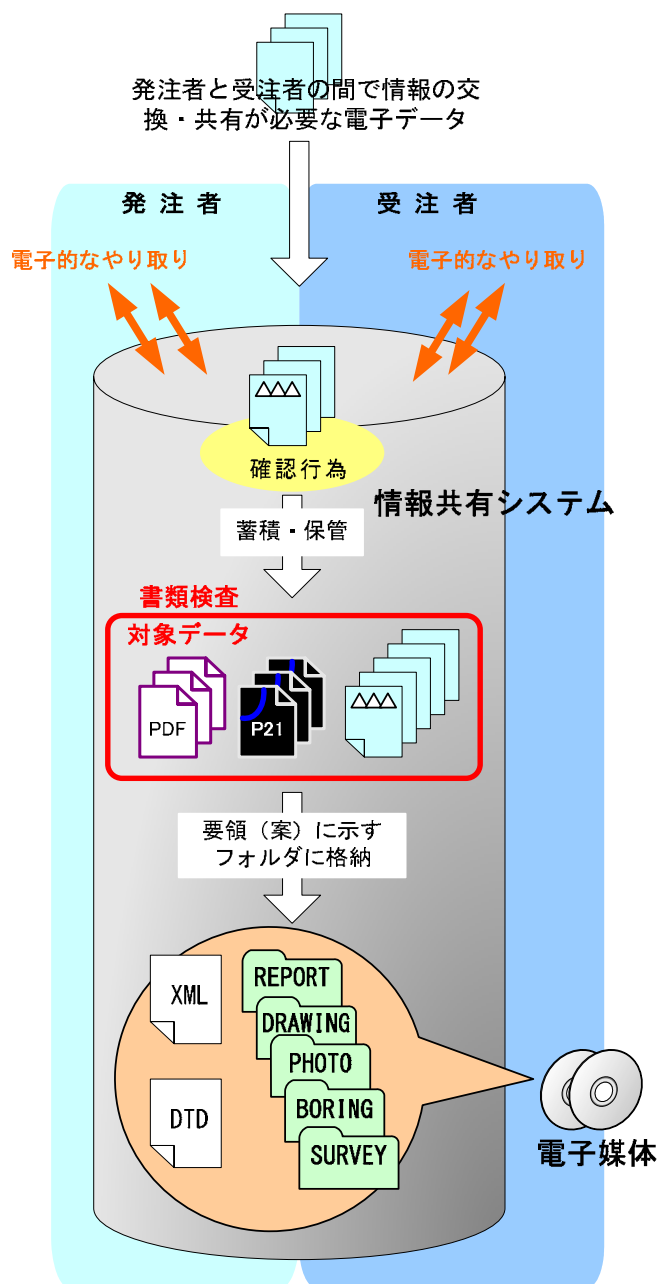 発注者と受注者の間で情報の交
換・共有が必要な電子データ
発 注 者
受 注 者
電子的なやり取り
電子的なやり取り
△△△
確認行為
情報共有システム
蓄積・保管
書類検査
対象データ
PDF
P21
△△△
要領（案）に示す
フォルダに格納
XML
REPORT
DRAWING
PHOTO
DTD
BORING
SURVEY
電子媒体